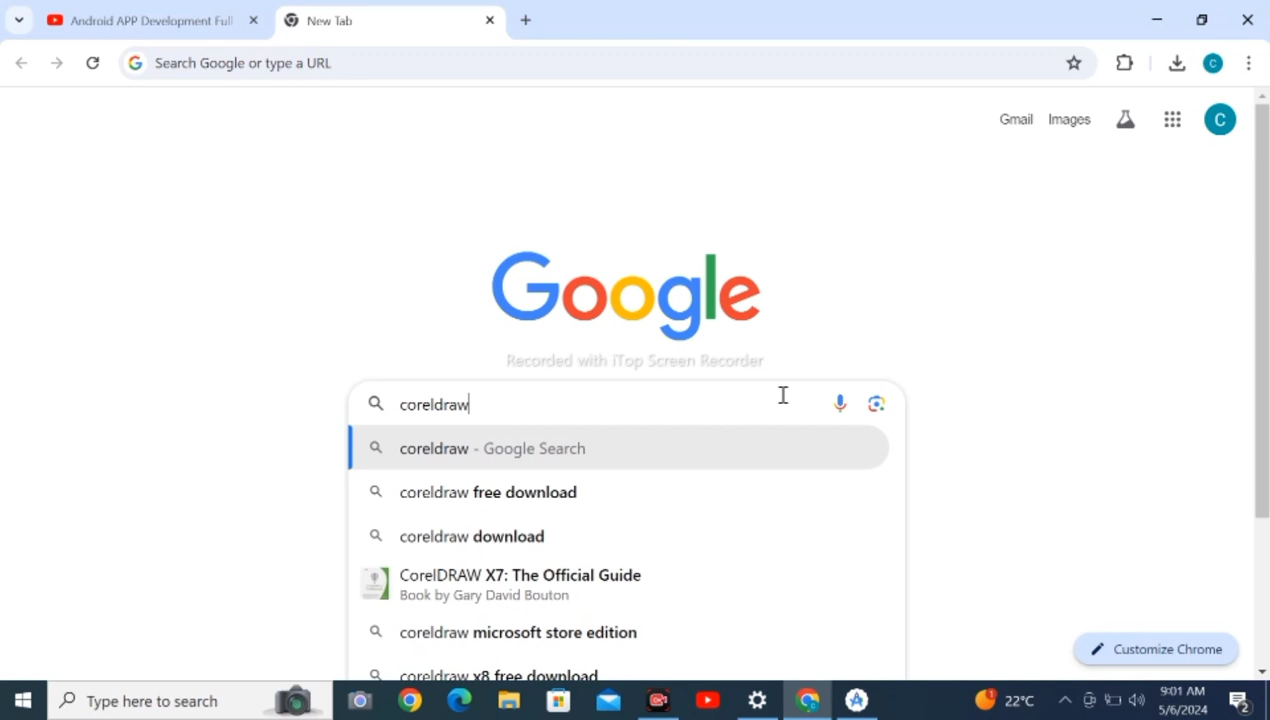 Android APP Development Full
New Tab
Search Google or type a URL
C
Gmail
Images
C
Google
Recorded with iTop Screen Recorder
coreldraw
coreldraw - Google Search
coreldraw free download
coreldraw download
CorelDRAW X7: The Official Guide
Book by Gary David Bouton
coreldraw microsoft store edition
coreldraw x8 free download
Customize Chrome
Type here to search
1
22°C
9:01 AM
5/6/2024
2